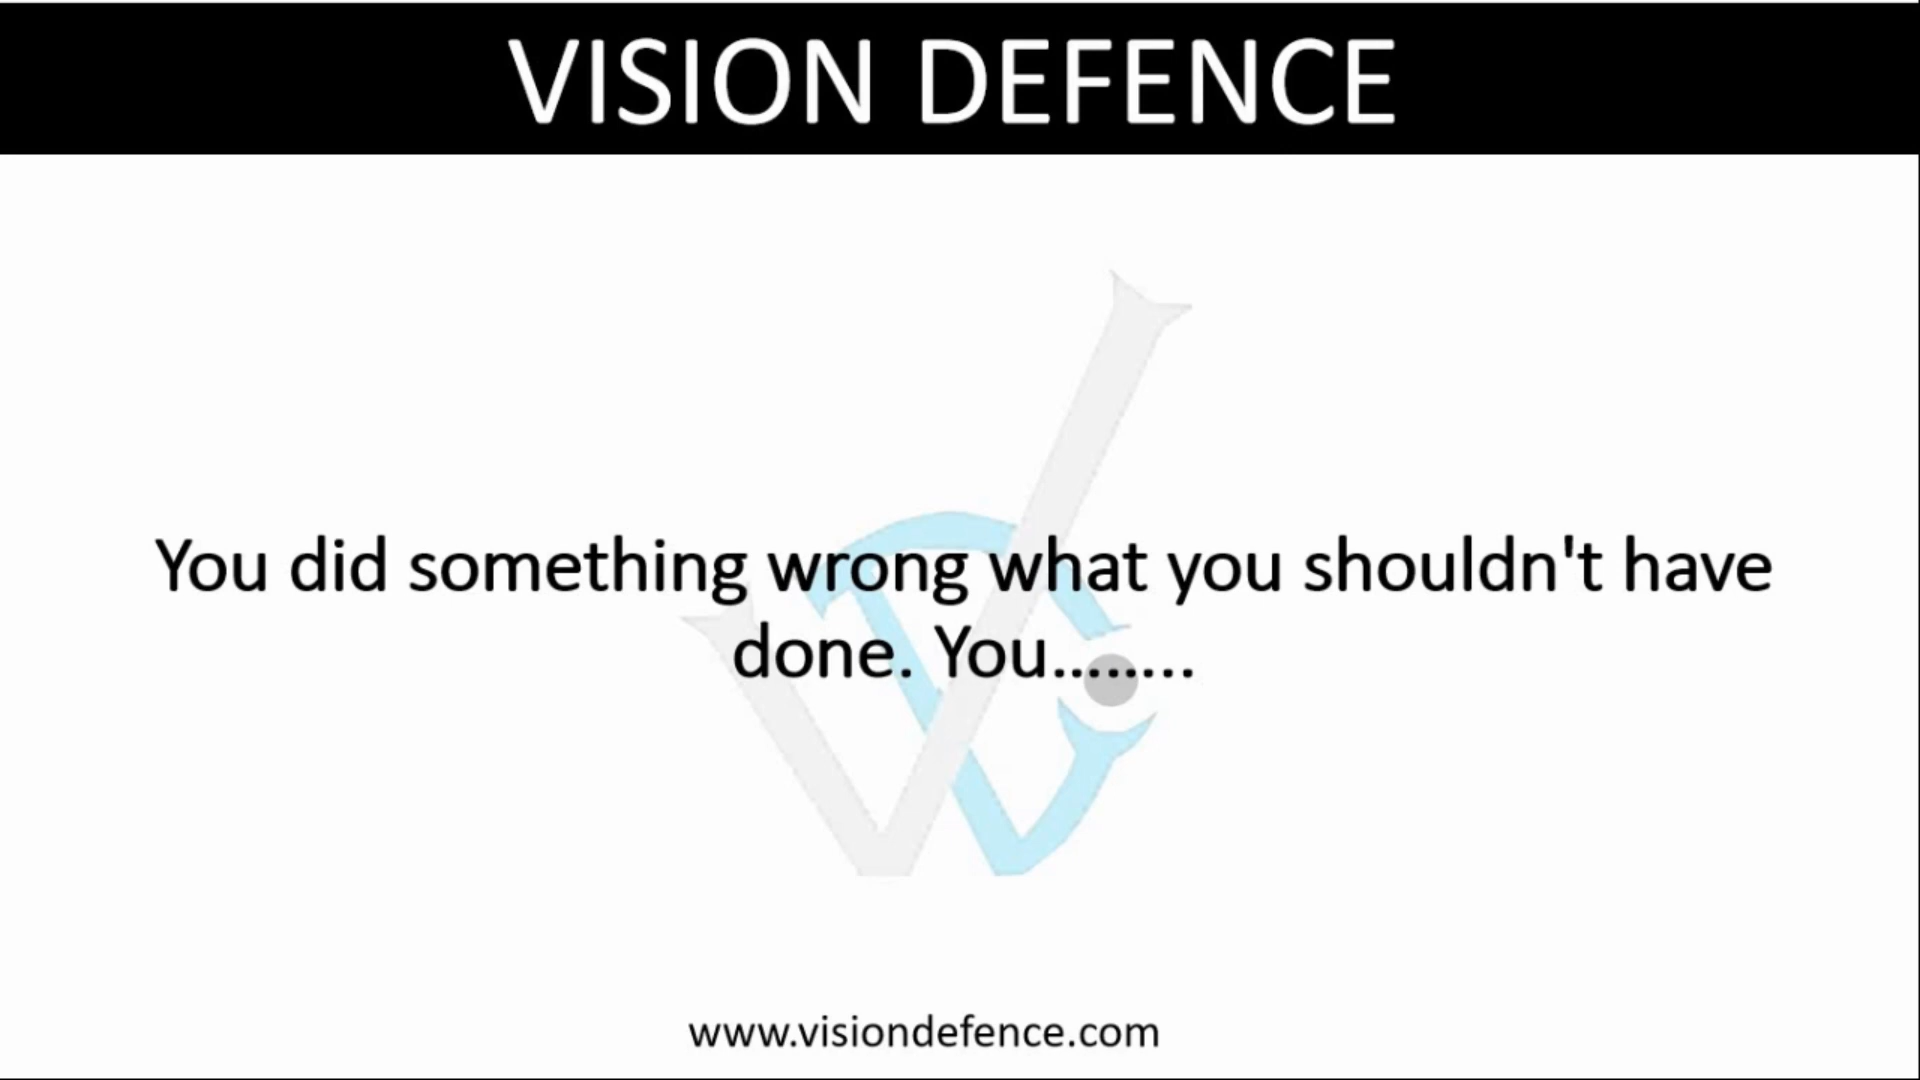 VISION DEFENCE
You did something wrong what you shouldn't have
done. You........
www.visiondefence.com